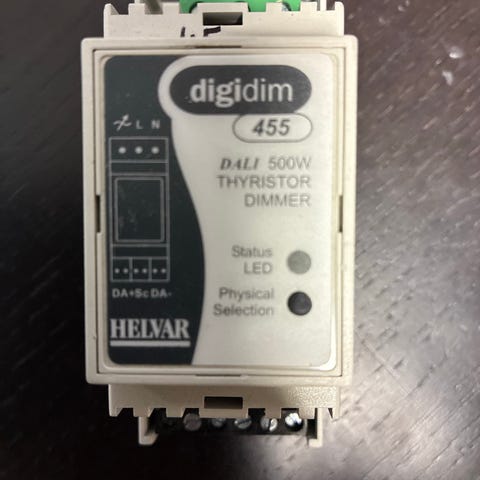 digidim
455
L N
DALI 500W
THYRISTOR
DIMMER
Status
LED
Physical
Selection
DA+Sc DA-
HELVAR